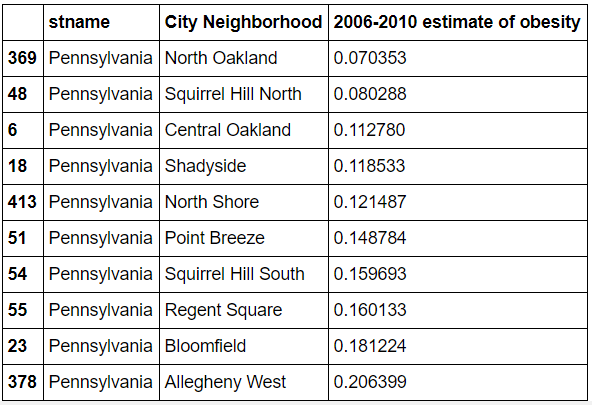 stname City Neighborhood 2006-2010 estimate of obesity
369 Pennsylvania North Oakland 0.070353
48 Pennsylvania Squirrel Hill North 0.080288
6 Pennsylvania Central Oakland 0.112780
18 Pennsylvania Shadyside 0.118533
413 Pennsylvania North Shore 0.121487
51 Pennsylvania Point Breeze 0.148784
54 Pennsylvania Squirrel Hill South 0.159693
55 Pennsylvania Regent Square 0.160133
23 Pennsylvania Bloomfield 0.181224
378 Pennsylvania Allegheny West 0.206399